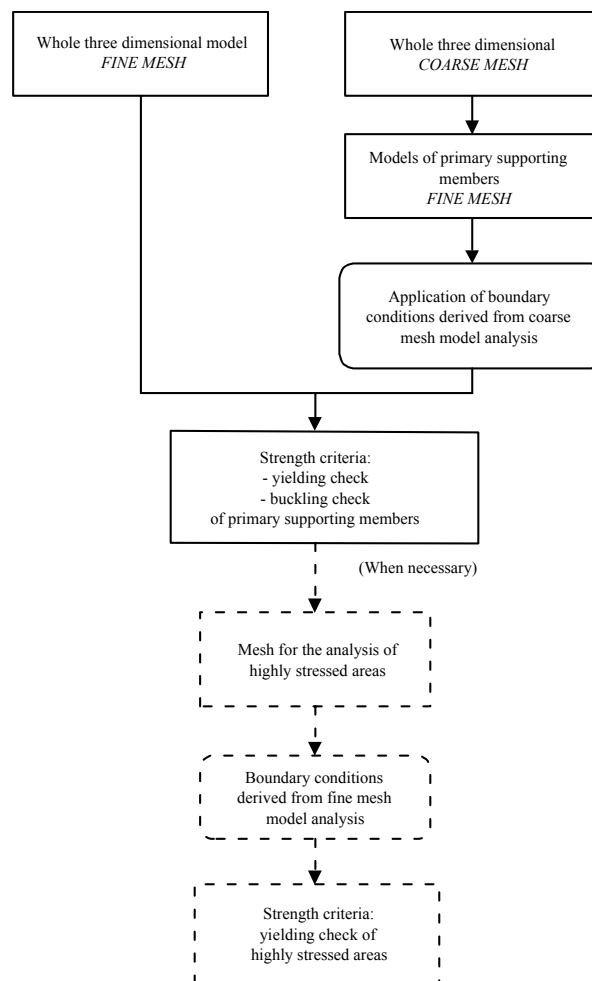 Whole three dimensional model
FINE MESH
Whole three dimensional
COARSE MESH
Models of primary supporting
members
FINE MESH
Application of boundary
conditions derived from coarse
mesh model analysis
Strength criteria:
- yielding check
- buckling check
of primary supporting members
(When necessary)
Mesh for the analysis of
highly stressed areas
Boundary conditions
derived from fine mesh
model analysis
Strength criteria:
yielding check of
highly stressed areas